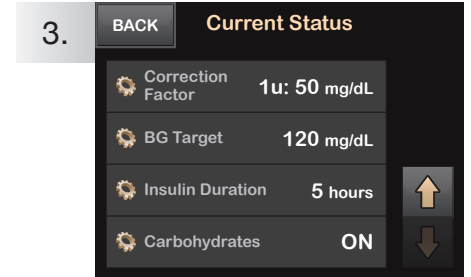 3.
BACK
Current Status
Correction
Factor
1u: 50 mg/dL
BG Target
120 mg/dL
Insulin Duration
5 hours
Carbohydrates
ON